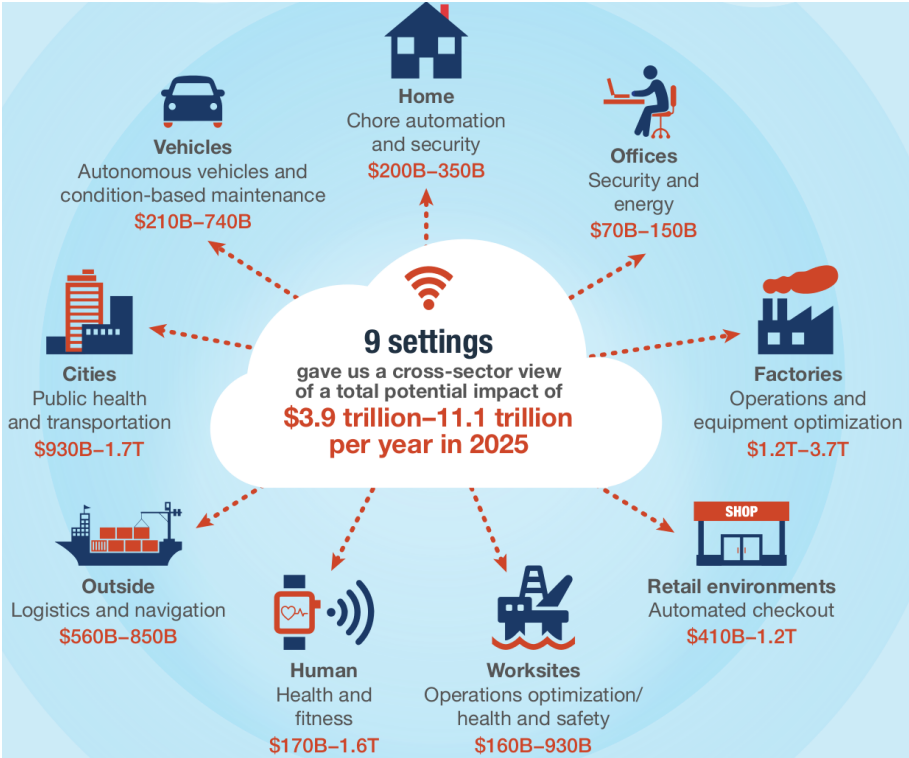 Home
Chore automation
and security
$200B–350B
Offices
Security and
energy
$70B–150B
Vehicles
Autonomous vehicles and
condition-based maintenance
$210B–740B
9 settings
gave us a cross-sector view
of a total potential impact of
$3.9 trillion–11.1 trillion
per year in 2025
Cities
Public health
and transportation
$930B–1.7T
Factories
Operations and
equipment optimization
$1.2T–3.7T
Outside
Logistics and navigation
$560B–850B
SHOP
Retail environments
Automated checkout
$410B–1.2T
Human
Health and
fitness
$170B–1.6T
Worksites
Operations optimization/
health and safety
$160B–930B